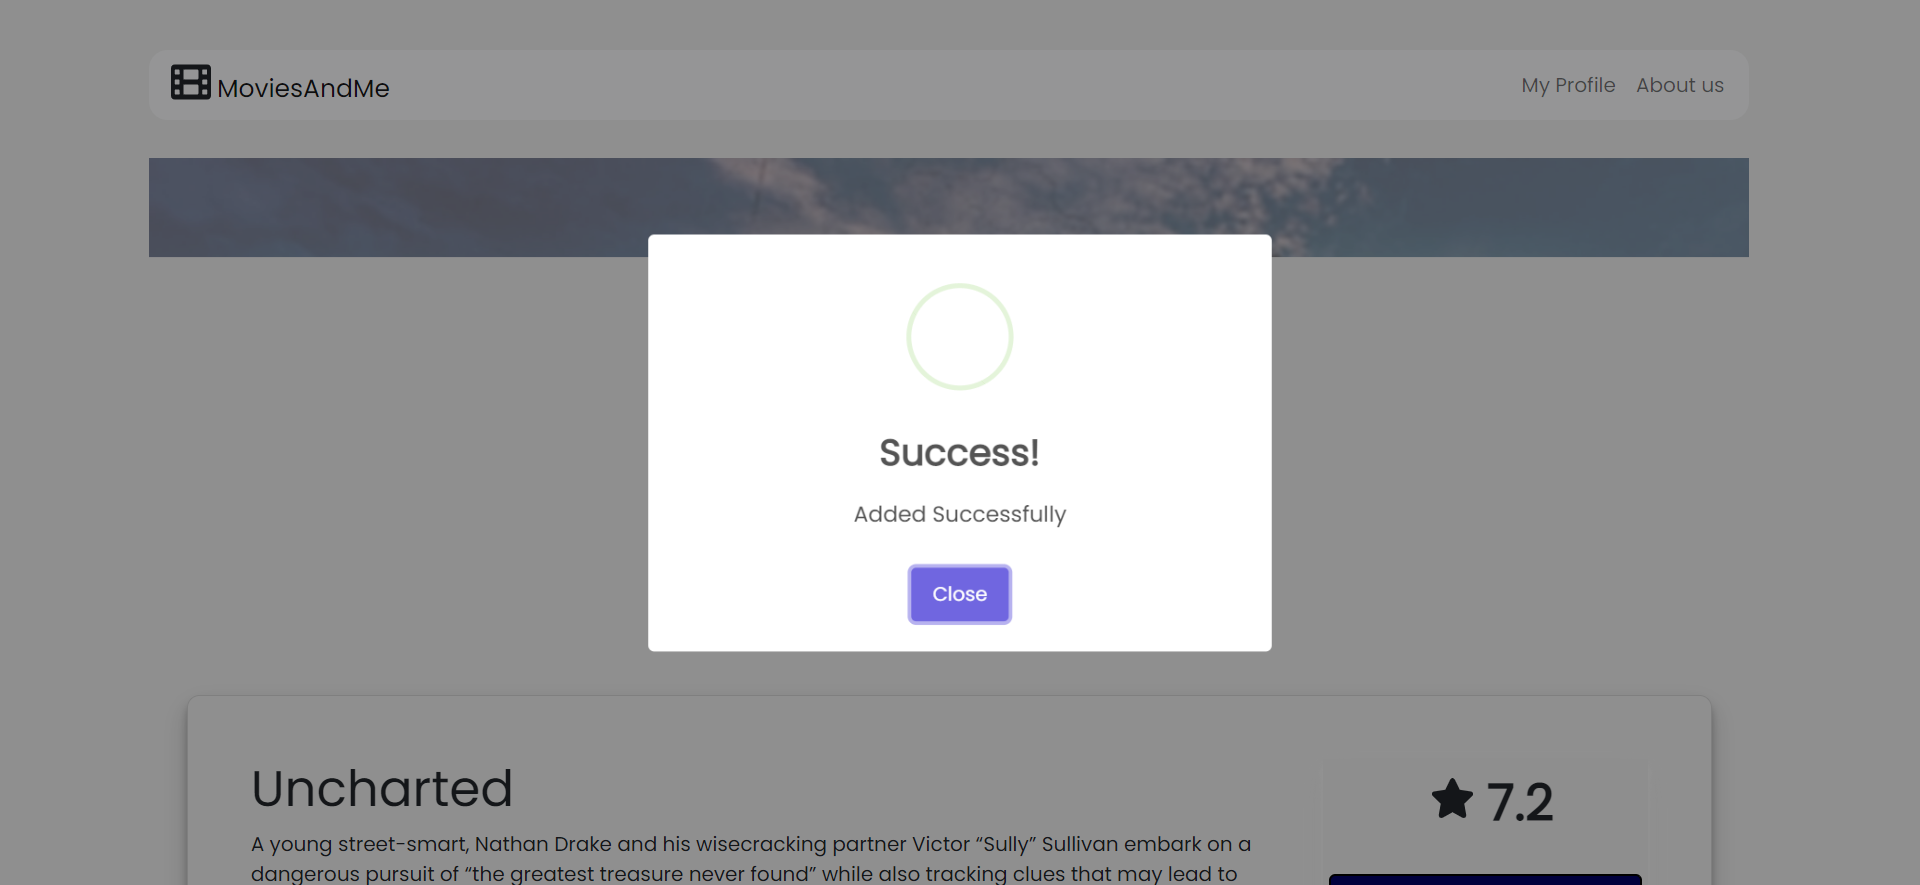 MoviesAndMe
My Profile
About us
Success!
Added Successfully
Close
Uncharted
7.2
A young street-smart, Nathan Drake and his wisecracking partner Victor “Sully” Sullivan embark on a
dangerous pursuit of “the greatest treasure never found” while also tracking clues that may lead to